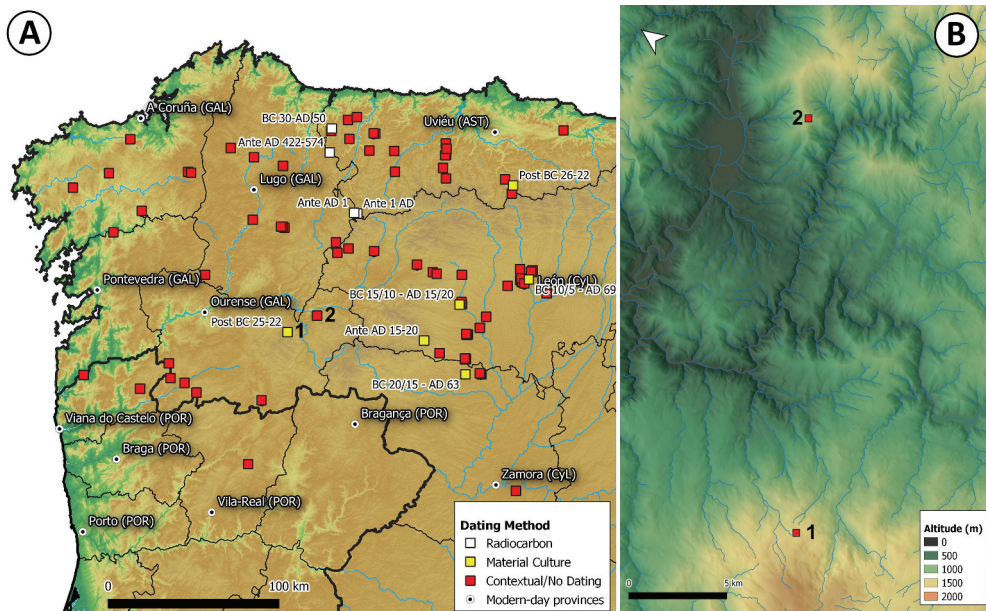 A
B
A Coruña (GAL)
BC 30-AD 50
Uviéu (AST)
Ante AD 422-574
Post BC 26-22
Lugo (GAL)
Ante AD 1
Ante 1 AD
Pontevedra (GAL)
León (CyL)
BC 15/10 - AD 15/20
BC 10/5 - AD 69
Ourense (GAL)
Post BC 25-22
1
2
Ante AD 15-20
BC 20/15 - AD 63
Viana do Castelo (POR)
Bragança (POR)
Braga (POR)
Zamora (CyL)
Vila-Real (POR)
Porto (POR)
0
100 km
Dating Method
Radiocarbon
Material Culture
Contextual/No Dating
Modern-day provinces
2
1
0
5 km
Altitude (m)
0
500
1000
1500
2000